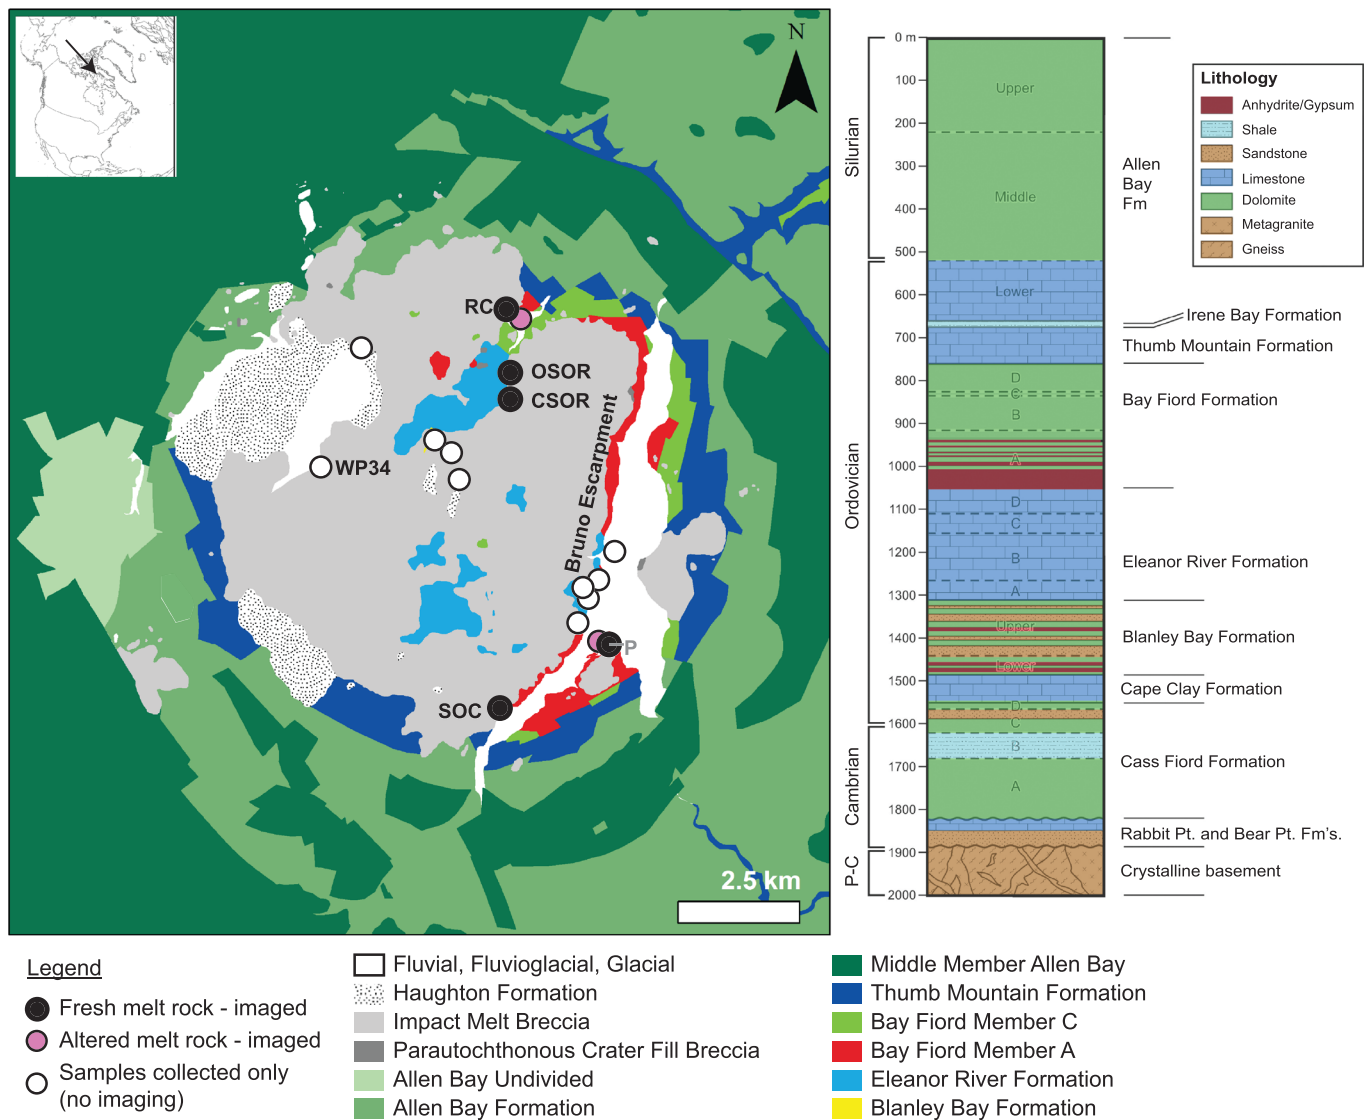 N
RC
OSOR
CSOR
WP34
Bruno Escarpment
P
SOC
2.5 km
0 m
100
200
300
400
500
600
700
800
900
1000
1100
1200
1300
1400
1500
1600
1700
1800
1900
2000
Silurian
Ordovician
Cambrian
P-C
Upper
Middle
Lower
D
C
B
A
D
C
B
A
Upper
Lower
D
C
B
A
Allen
Bay
Fm
Irene Bay Formation
Thumb Mountain Formation
Bay Fiord Formation
Eleanor River Formation
Blanley Bay Formation
Cape Clay Formation
Cass Fiord Formation
Rabbit Pt. and Bear Pt. Fm's.
Crystalline basement
Lithology
Anhydrite/Gypsum
Shale
Sandstone
Limestone
Dolomite
Metagranite
Gneiss
Legend
Fresh melt rock - imaged
Altered melt rock - imaged
Samples collected only
(no imaging)
Fluvial, Fluvioglacial, Glacial
Haughton Formation
Impact Melt Breccia
Parautochthonous Crater Fill Breccia
Allen Bay Undivided
Allen Bay Formation
Middle Member Allen Bay
Thumb Mountain Formation
Bay Fiord Member C
Bay Fiord Member A
Eleanor River Formation
Blanley Bay Formation